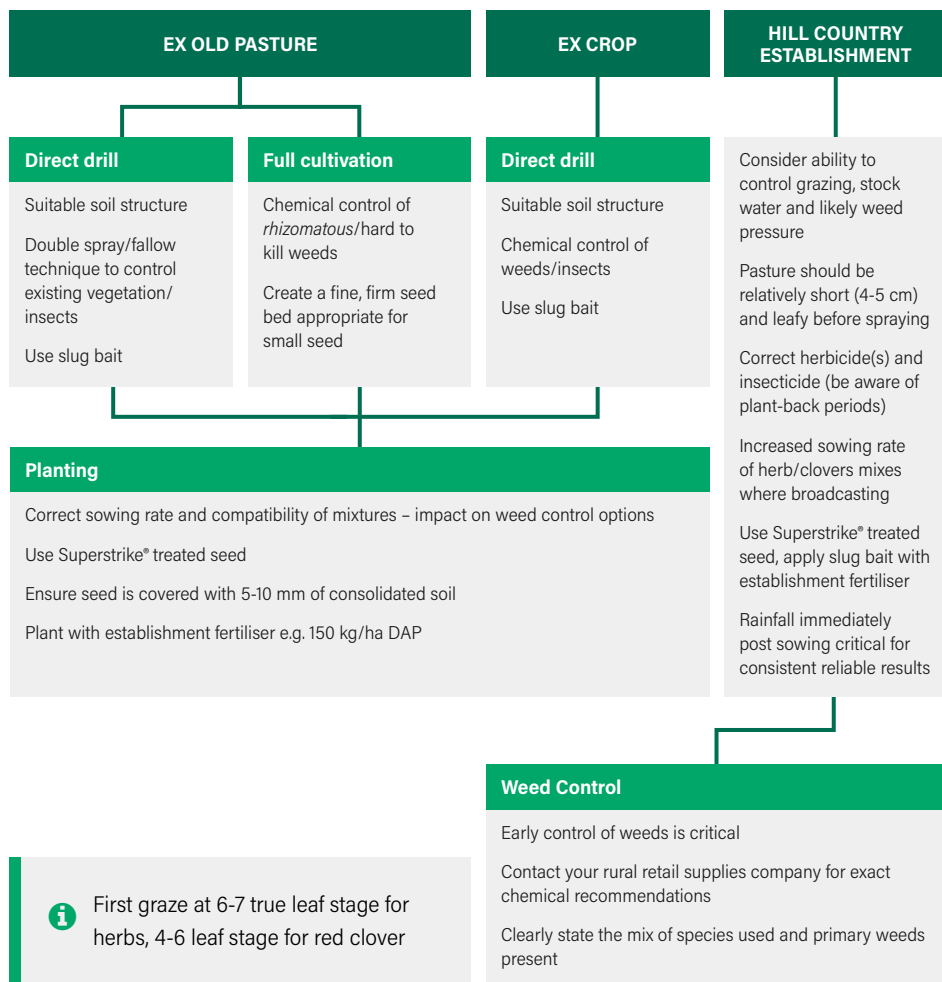 EX OLD PASTURE
EX CROP
HILL COUNTRY
ESTABLISHMENT
Direct drill
Suitable soil structure
Double spray/fallow
technique to control
existing vegetation/
insects
Use slug bait
Full cultivation
Chemical control of
rhizomatous/hard to
kill weeds
Create a fine, firm seed
bed appropriate for
small seed
Direct drill
Suitable soil structure
Chemical control of
weeds/insects
Use slug bait
Consider ability to
control grazing, stock
water and likely weed
pressure
Pasture should be
relatively short (4-5 cm)
and leafy before spraying
Correct herbicide(s) and
insecticide (be aware of
plant-back periods)
Increased sowing rate
of herb/clovers mixes
where broadcasting
Use Superstrike® treated
seed, apply slug bait with
establishment fertiliser
Rainfall immediately
post sowing critical for
consistent reliable results
Planting
Correct sowing rate and compatibility of mixtures – impact on weed control options
Use Superstrike® treated seed
Ensure seed is covered with 5-10 mm of consolidated soil
Plant with establishment fertiliser e.g. 150 kg/ha DAP
Weed Control
Early control of weeds is critical
Contact your rural retail supplies company for exact
chemical recommendations
Clearly state the mix of species used and primary weeds
present
First graze at 6-7 true leaf stage for
herbs, 4-6 leaf stage for red clover